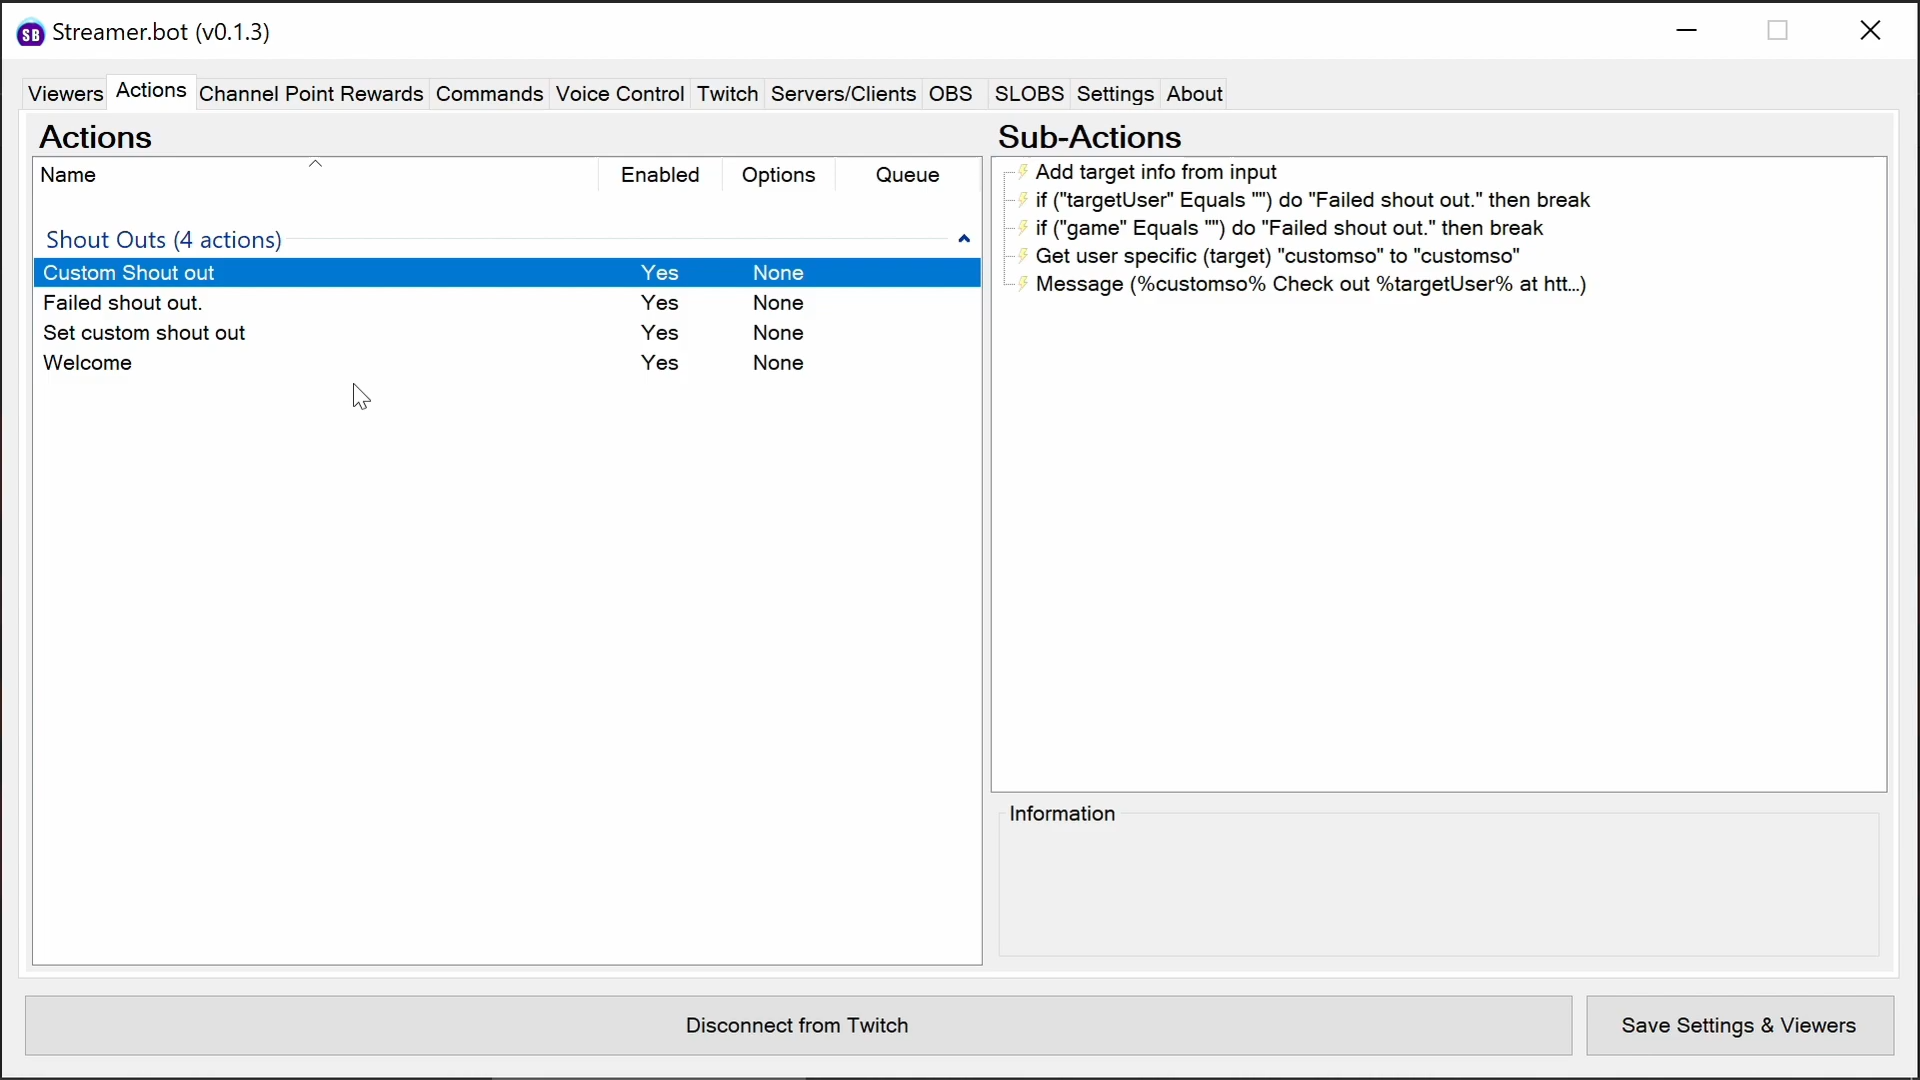 SB Streamer.bot (v0.1.3)
Viewers Actions Channel Point Rewards Commands Voice Control Twitch Servers/Clients OBS SLOBS Settings About
Actions
Name Enabled Options Queue
Shout Outs (4 actions)
Custom Shout out Yes None
Failed shout out. Yes None
Set custom shout out Yes None
Welcome Yes None
Sub-Actions
Add target info from input
if ("targetUser" Equals "") do "Failed shout out." then break
if ("game" Equals "") do "Failed shout out." then break
Get user specific (target) "customso" to "customso"
Message (%customso% Check out %targetUser% at htt...)
Information
Disconnect from Twitch
Save Settings & Viewers